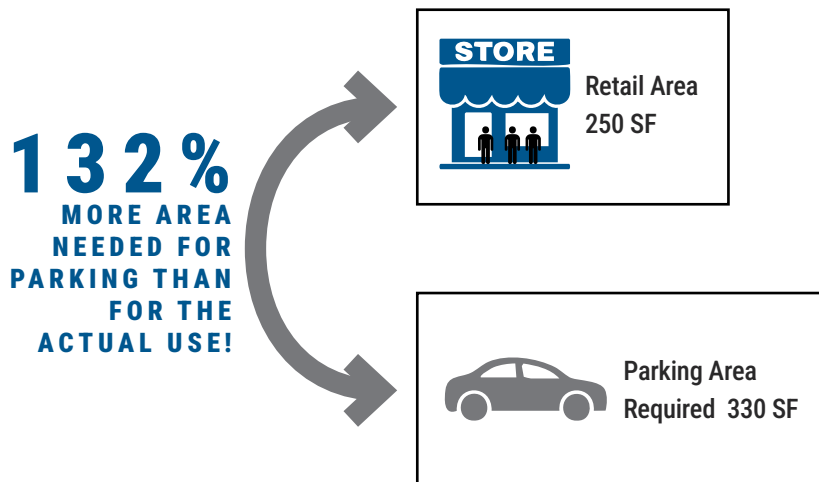 132%
MORE AREA
NEEDED FOR
PARKING THAN
FOR THE
ACTUAL USE!
STORE
Retail Area
250 SF
Parking Area
Required 330 SF